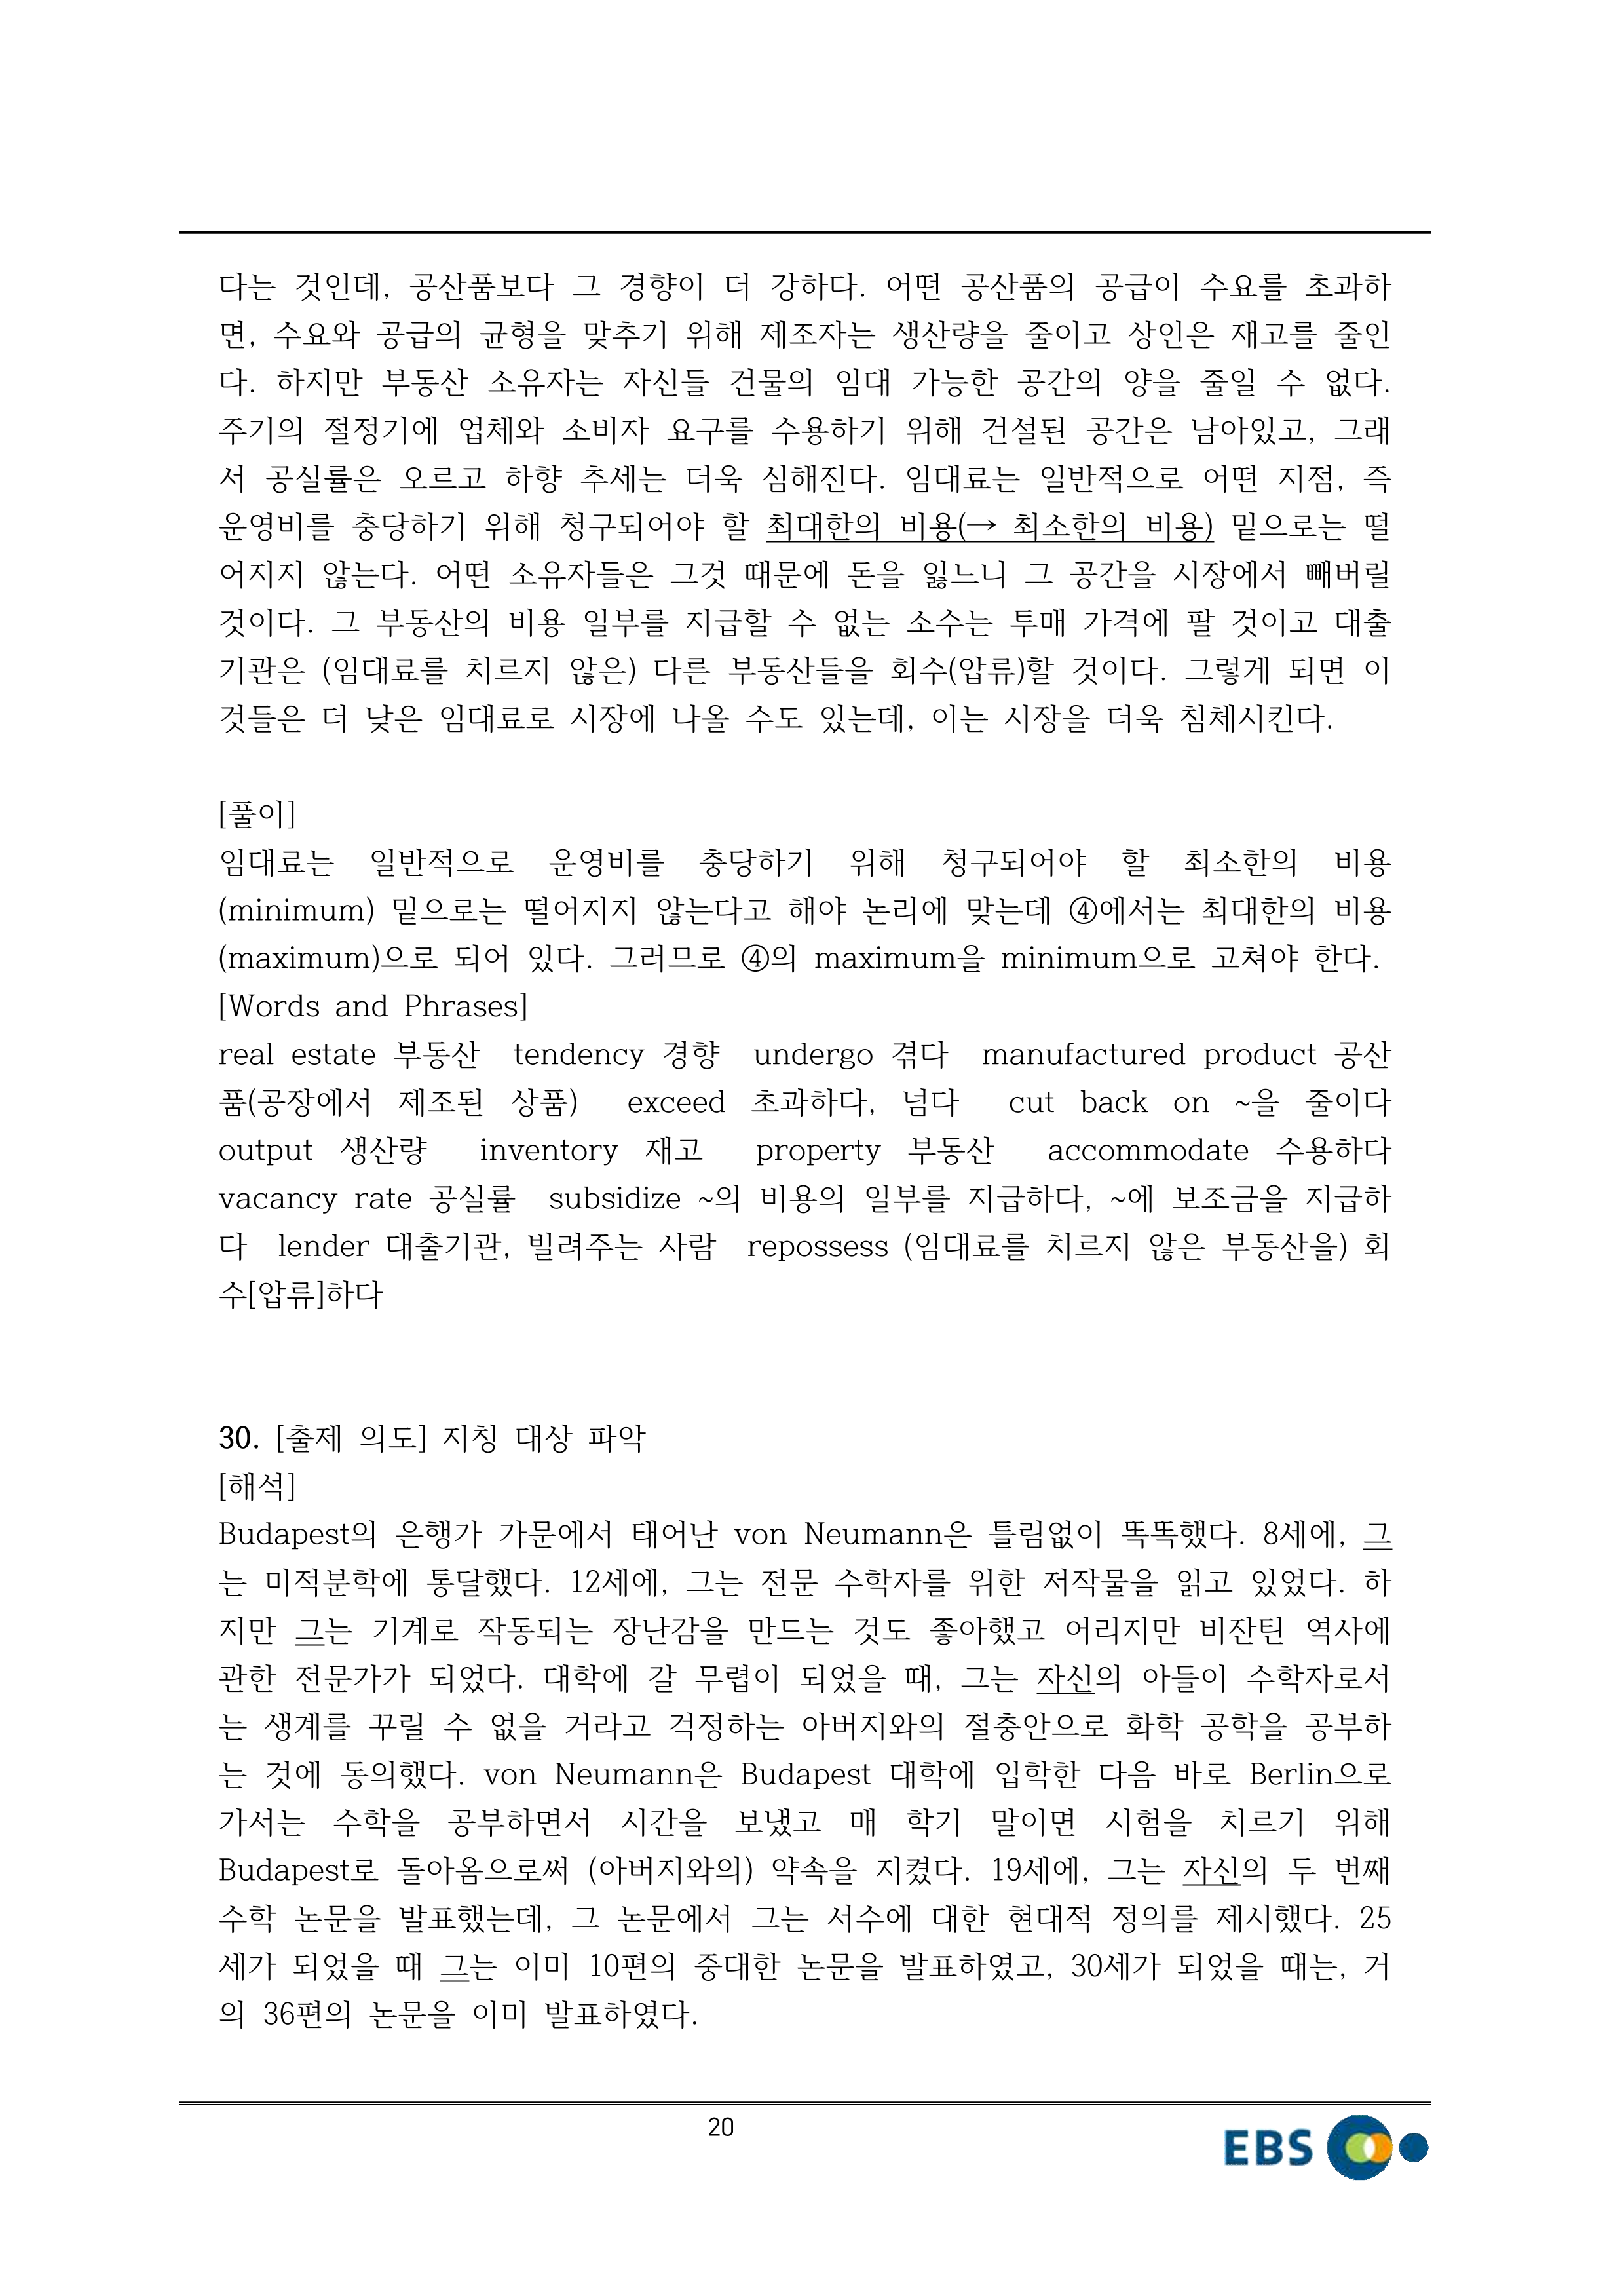 다는 것인데, 공산품보다 그 경향이 더 강하다. 어떤 공산품의 공급이 수요를 초과하
면, 수요와 공급의 균형을 맞추기 위해 제조자는 생산량을 줄이고 상인은 재고를 줄인
다. 하지만 부동산 소유자는 자신들 건물의 임대 가능한 공간의 양을 줄일 수 없다.
주기의 절정기에 업체와 소비자 요구를 수용하기 위해 건설된 공간은 남아있고, 그래
서 공실률은 오르고 하향 추세는 더욱 심해진다. 임대료는 일반적으로 어떤 지점, 즉
운영비를 충당하기 위해 청구되어야 할 최대한의 비용(→ 최소한의 비용) 밑으로는 떨
어지지 않는다. 어떤 소유자들은 그것 때문에 돈을 잃느니 그 공간을 시장에서 빼버릴
것이다. 그 부동산의 비용 일부를 지급할 수 없는 소수는 투매 가격에 팔 것이고 대출
기관은 (임대료를 치르지 않은) 다른 부동산들을 회수(압류)할 것이다. 그렇게 되면 이
것들은 더 낮은 임대료로 시장에 나올 수도 있는데, 이는 시장을 더욱 침체시킨다.
[풀이]
임대료는 일반적으로 운영비를 충당하기 위해 청구되어야 할 최소한의 비용
(minimum) 밑으로는 떨어지지 않는다고 해야 논리에 맞는데 ④에서는 최대한의 비용
(maximum)으로 되어 있다. 그러므로 ④의 maximum을 minimum으로 고쳐야 한다.
[Words and Phrases]
real estate 부동산 tendency 경향 undergo 겪다 manufactured product 공산
품(공장에서 제조된 상품) exceed 초과하다, 넘다 cut back on ~을 줄이다
output 생산량 inventory 재고 property 부동산 accommodate 수용하다
vacancy rate 공실률 subsidize ~의 비용의 일부를 지급하다, ~에 보조금을 지급하
다 lender 대출기관, 빌려주는 사람 repossess (임대료를 치르지 않은 부동산을) 회
수[압류]하다
30. [출제 의도] 지칭 대상 파악
[해석]
Budapest의 은행가 가문에서 태어난 von Neumann은 틀림없이 똑똑했다. 8세에, 그
는 미적분학에 통달했다. 12세에, 그는 전문 수학자를 위한 저작물을 읽고 있었다. 하
지만 그는 기계로 작동되는 장난감을 만드는 것도 좋아했고 어리지만 비잔틴 역사에
관한 전문가가 되었다. 대학에 갈 무렵이 되었을 때, 그는 자신의 아들이 수학자로서
는 생계를 꾸릴 수 없을 거라고 걱정하는 아버지와의 절충안으로 화학 공학을 공부하
는 것에 동의했다. von Neumann은 Budapest 대학에 입학한 다음 바로 Berlin으로
가서는 수학을 공부하면서 시간을 보냈고 매 학기 말이면 시험을 치르기 위해
Budapest로 돌아옴으로써 (아버지와의) 약속을 지켰다. 19세에, 그는 자신의 두 번째
수학 논문을 발표했는데, 그 논문에서 그는 서수에 대한 현대적 정의를 제시했다. 25
세가 되었을 때 그는 이미 10편의 중대한 논문을 발표하였고, 30세가 되었을 때는, 거
의 36편의 논문을 이미 발표하였다.
20
EBS